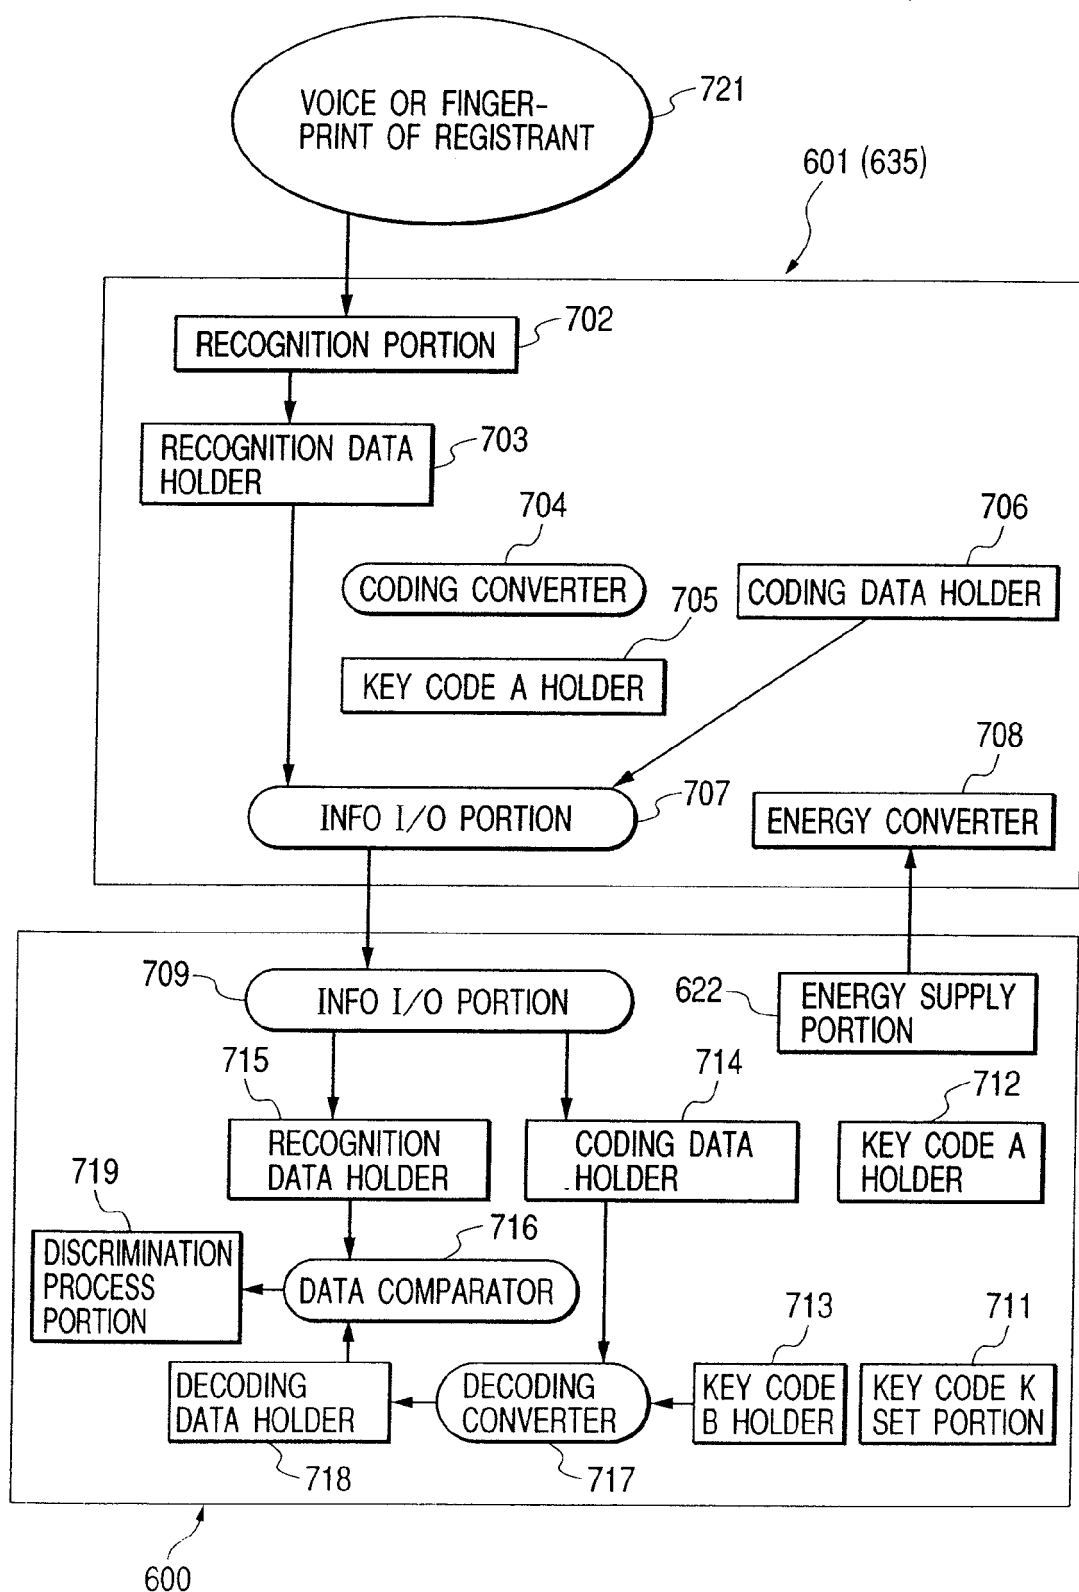 VOICE OR FINGER-
PRINT OF REGISTRANT
721
601 (635)
RECOGNITION PORTION
702
RECOGNITION DATA
HOLDER
703
704
CODING CONVERTER
706
CODING DATA HOLDER
705
KEY CODE A HOLDER
INFO I/O PORTION
707
708
ENERGY CONVERTER
709
INFO I/O PORTION
622
ENERGY SUPPLY
PORTION
715
RECOGNITION
DATA HOLDER
714
CODING DATA
HOLDER
712
KEY CODE A
HOLDER
719
DISCRIMINATION
PROCESS
PORTION
716
DATA COMPARATOR
DECODING
DATA HOLDER
718
DECODING
CONVERTER
717
713
KEY CODE
B HOLDER
711
KEY CODE K
SET PORTION
600